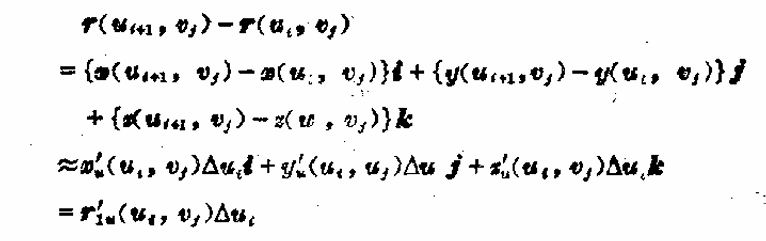 r(u_{i+1}, v_j) − r(u_i, v_j)
= {x(u_{i+1}, v_j) − x(u_i, v_j)}i + {y(u_{i+1}, v_j) − y(u_i, v_j)}j
+ {z(u_{i+1}, v_j) − z(u , v_j)}k
≈ x'_u(u_i, v_j)Δu_i i + y'_u(u_i, u_j)Δu j + z'_u(u_i, v_j)Δu_i k
= r'_{1u}(u_i, v_j)Δu_i